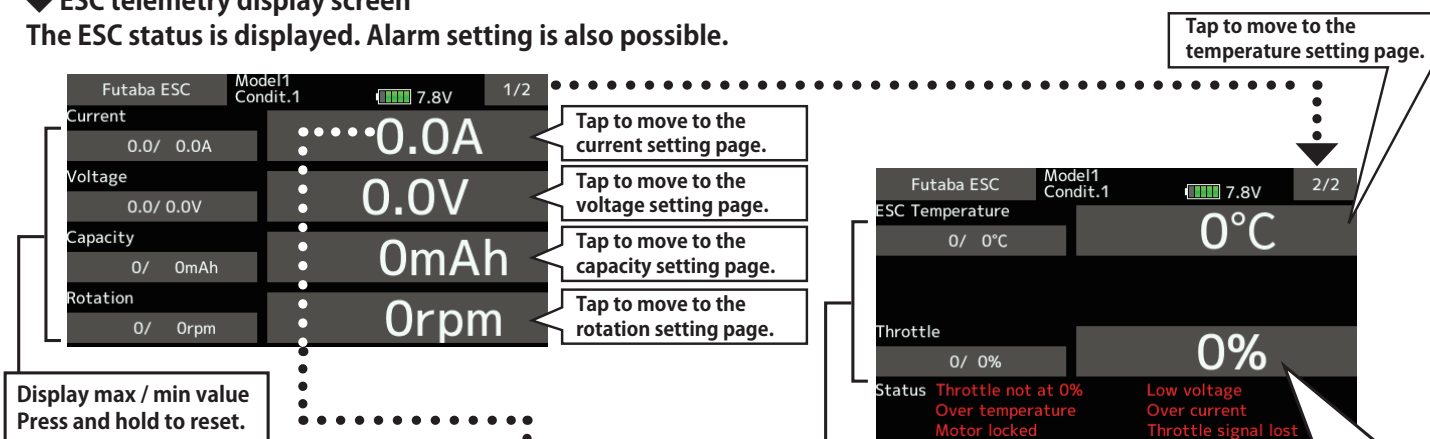 ◆ ESC telemetry display screen
The ESC status is displayed. Alarm setting is also possible.
Tap to move to the
temperature setting page.
Futaba ESC
Model1
Condit.1
7.8V
1/2
Current
0.0/ 0.0A
0.0A
Tap to move to the
current setting page.
Voltage
0.0/ 0.0V
0.0V
Tap to move to the
voltage setting page.
Capacity
0/ 0mAh
0mAh
Tap to move to the
capacity setting page.
Rotation
0/ 0rpm
0rpm
Tap to move to the
rotation setting page.
Display max / min value
Press and hold to reset.
Futaba ESC
Model1
Condit.1
7.8V
2/2
ESC Temperature
0/ 0°C
0°C
Throttle
0/ 0%
0%
Status Throttle not at 0% Low voltage
Over temperature Over current
Motor locked Throttle signal lost